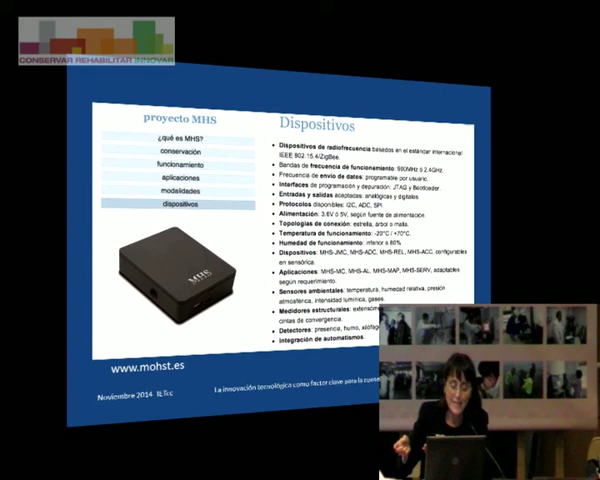 CONSERVAR REHABILITAR INNOVAR
proyecto MHS
¿qué es MHS?
conservación
funcionamiento
aplicaciones
modalidades
dispositivos
MHS
Dispositivos
Dispositivos de radiofrecuencia basados en el estándar internacional
IEEE 802.15.4/ZigBee.
Bandas de frecuencia de funcionamiento: 900MHz ó 2,4GHz.
Frecuencia de envío de datos: programable por usuario.
Interfaces de programación y depuración: JTAG y Bootloader.
Entradas y salidas aceptadas: analógicas y digitales
Protocolos disponibles: I2C, ADC, SPI
Alimentación: 3.6V ó 5V, según fuente de alimentación.
Topologías de conexión: estrella, árbol o malla.
Temperatura de funcionamiento: -20°C / +70°C.
Humedad de funcionamiento: inferior a 80%
Dispositivos: MHS-JMC, MHS-ADC, MHS-REL, MHS-ACC, configurables
en sensórica.
Aplicaciones: MHS-MC, MHS-AL, MHS-MAP, MHS-SERV, adaptables
según requerimiento.
Sensores ambientales: temperatura, humedad relativa, presión
atmosférica, intensidad lumínica, gases.
Medidores estructurales:
cintas de convergencia.
Detectores: presencia, humo,
Integración de automatismos.
www.mohst.es
Noviembre 2014 IETcc
La innovación tecnológica como factor clave para la